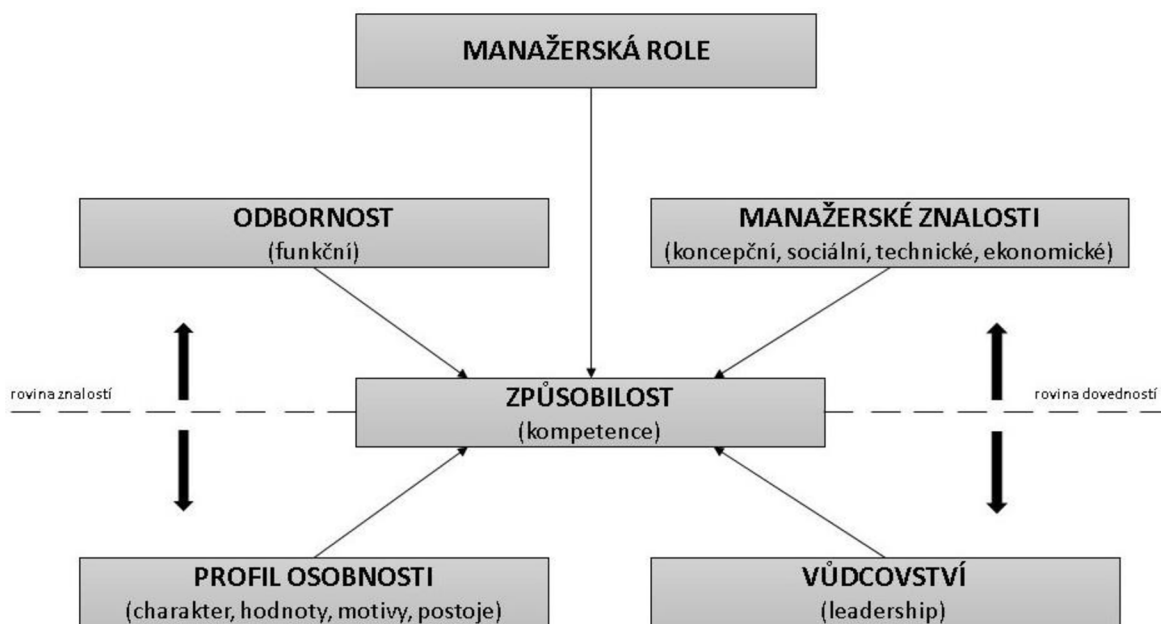 MANAŽERSKÁ ROLE
ODBORNOST
(funkční)
MANAŽERSKÉ ZNALOSTI
(koncepční, sociální, technické, ekonomické)
rovina znalostí
ZPŮSOBILOST
(kompetence)
rovina dovedností
PROFIL OSOBNOSTI
(charakter, hodnoty, motivy, postoje)
VŮDCOVSTVÍ
(leadership)